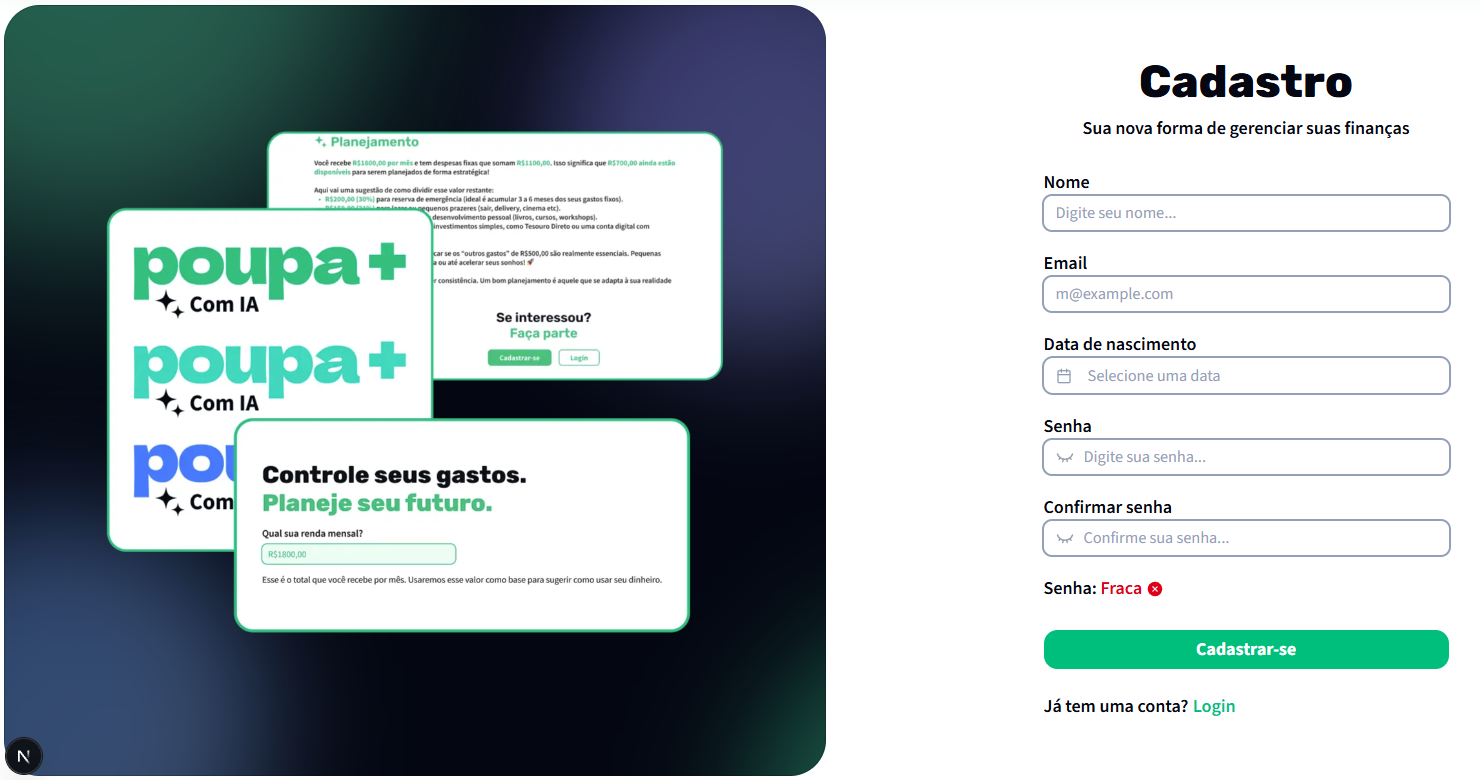 Planejamento
Você recebe R$1800,00 por mês e tem despesas fixas que somam R$1100,00. Isso significa que R$700,00 ainda estão
disponíveis para serem planejados de forma estratégica!
Aqui vai uma sugestão de como dividir esse valor restante:
• R$200,00 (30%) para reserva de emergência (ideal é acumular 3 a 6 meses dos seus gastos fixos).
pequenos prazeres (sair, delivery, cinema etc).
desenvolvimento pessoal (livros, cursos, workshops).
investimentos simples, como Tesouro Direto ou uma conta digital com
car se os "outros gastos" de R$500,00 são realmente essenciais. Pequenas
a ou até acelerar seus sonhos! 🚀
r consistência. Um bom planejamento é aquele que se adapta à sua realidade
Se interessou?
Faça parte
Cadastrar-se
Login
poupa+
Com IA
poupa+
Com IA
pou
Com
Controle seus gastos.
Planeje seu futuro.
Qual sua renda mensal?
R$1800,00
Esse é o total que você recebe por mês. Usaremos esse valor como base para sugerir como usar seu dinheiro.
N
Cadastro
Sua nova forma de gerenciar suas finanças
Nome
Digite seu nome...
Email
m@example.com
Data de nascimento
Selecione uma data
Senha
Digite sua senha...
Confirmar senha
Confirme sua senha...
Senha: Fraca
Cadastrar-se
Já tem uma conta? Login